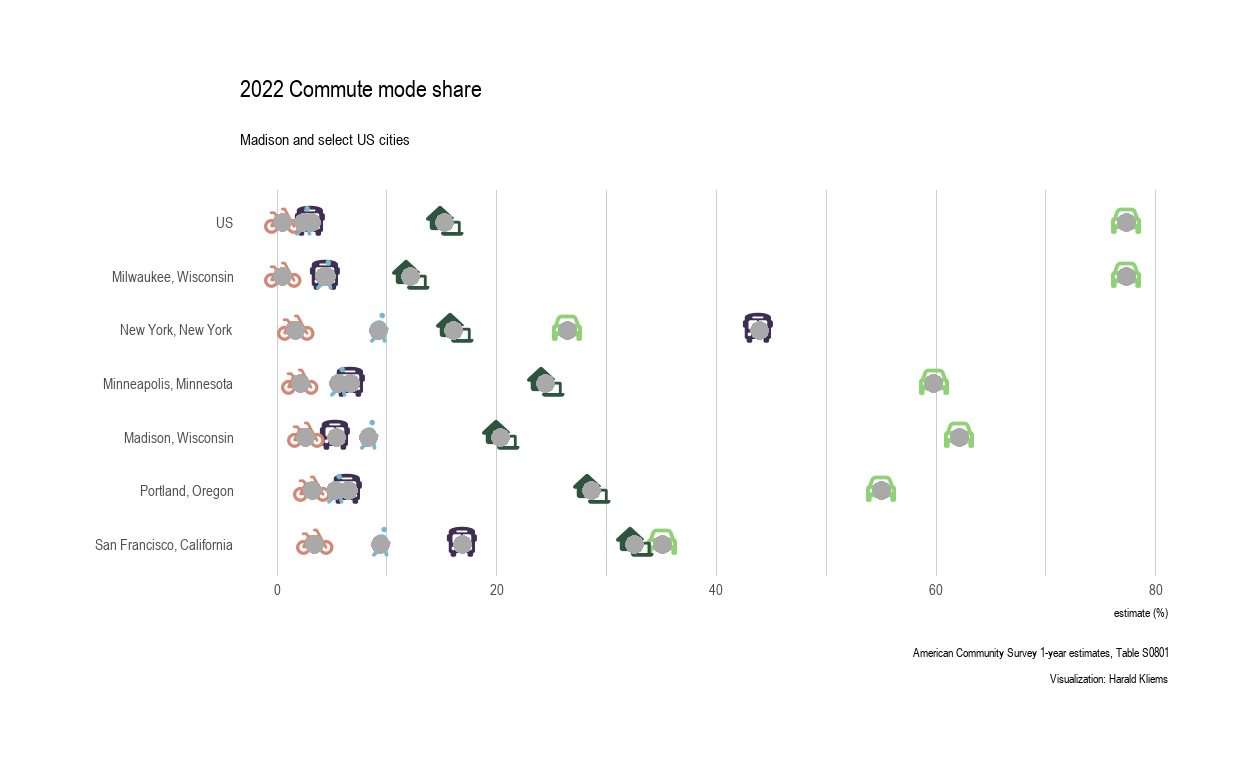 2022 Commute mode share
Madison and select US cities
US
Milwaukee, Wisconsin
New York, New York
Minneapolis, Minnesota
Madison, Wisconsin
Portland, Oregon
San Francisco, California
0 20 40 60 80
estimate (%)
American Community Survey 1-year estimates, Table S0801
Visualization: Harald Kliems